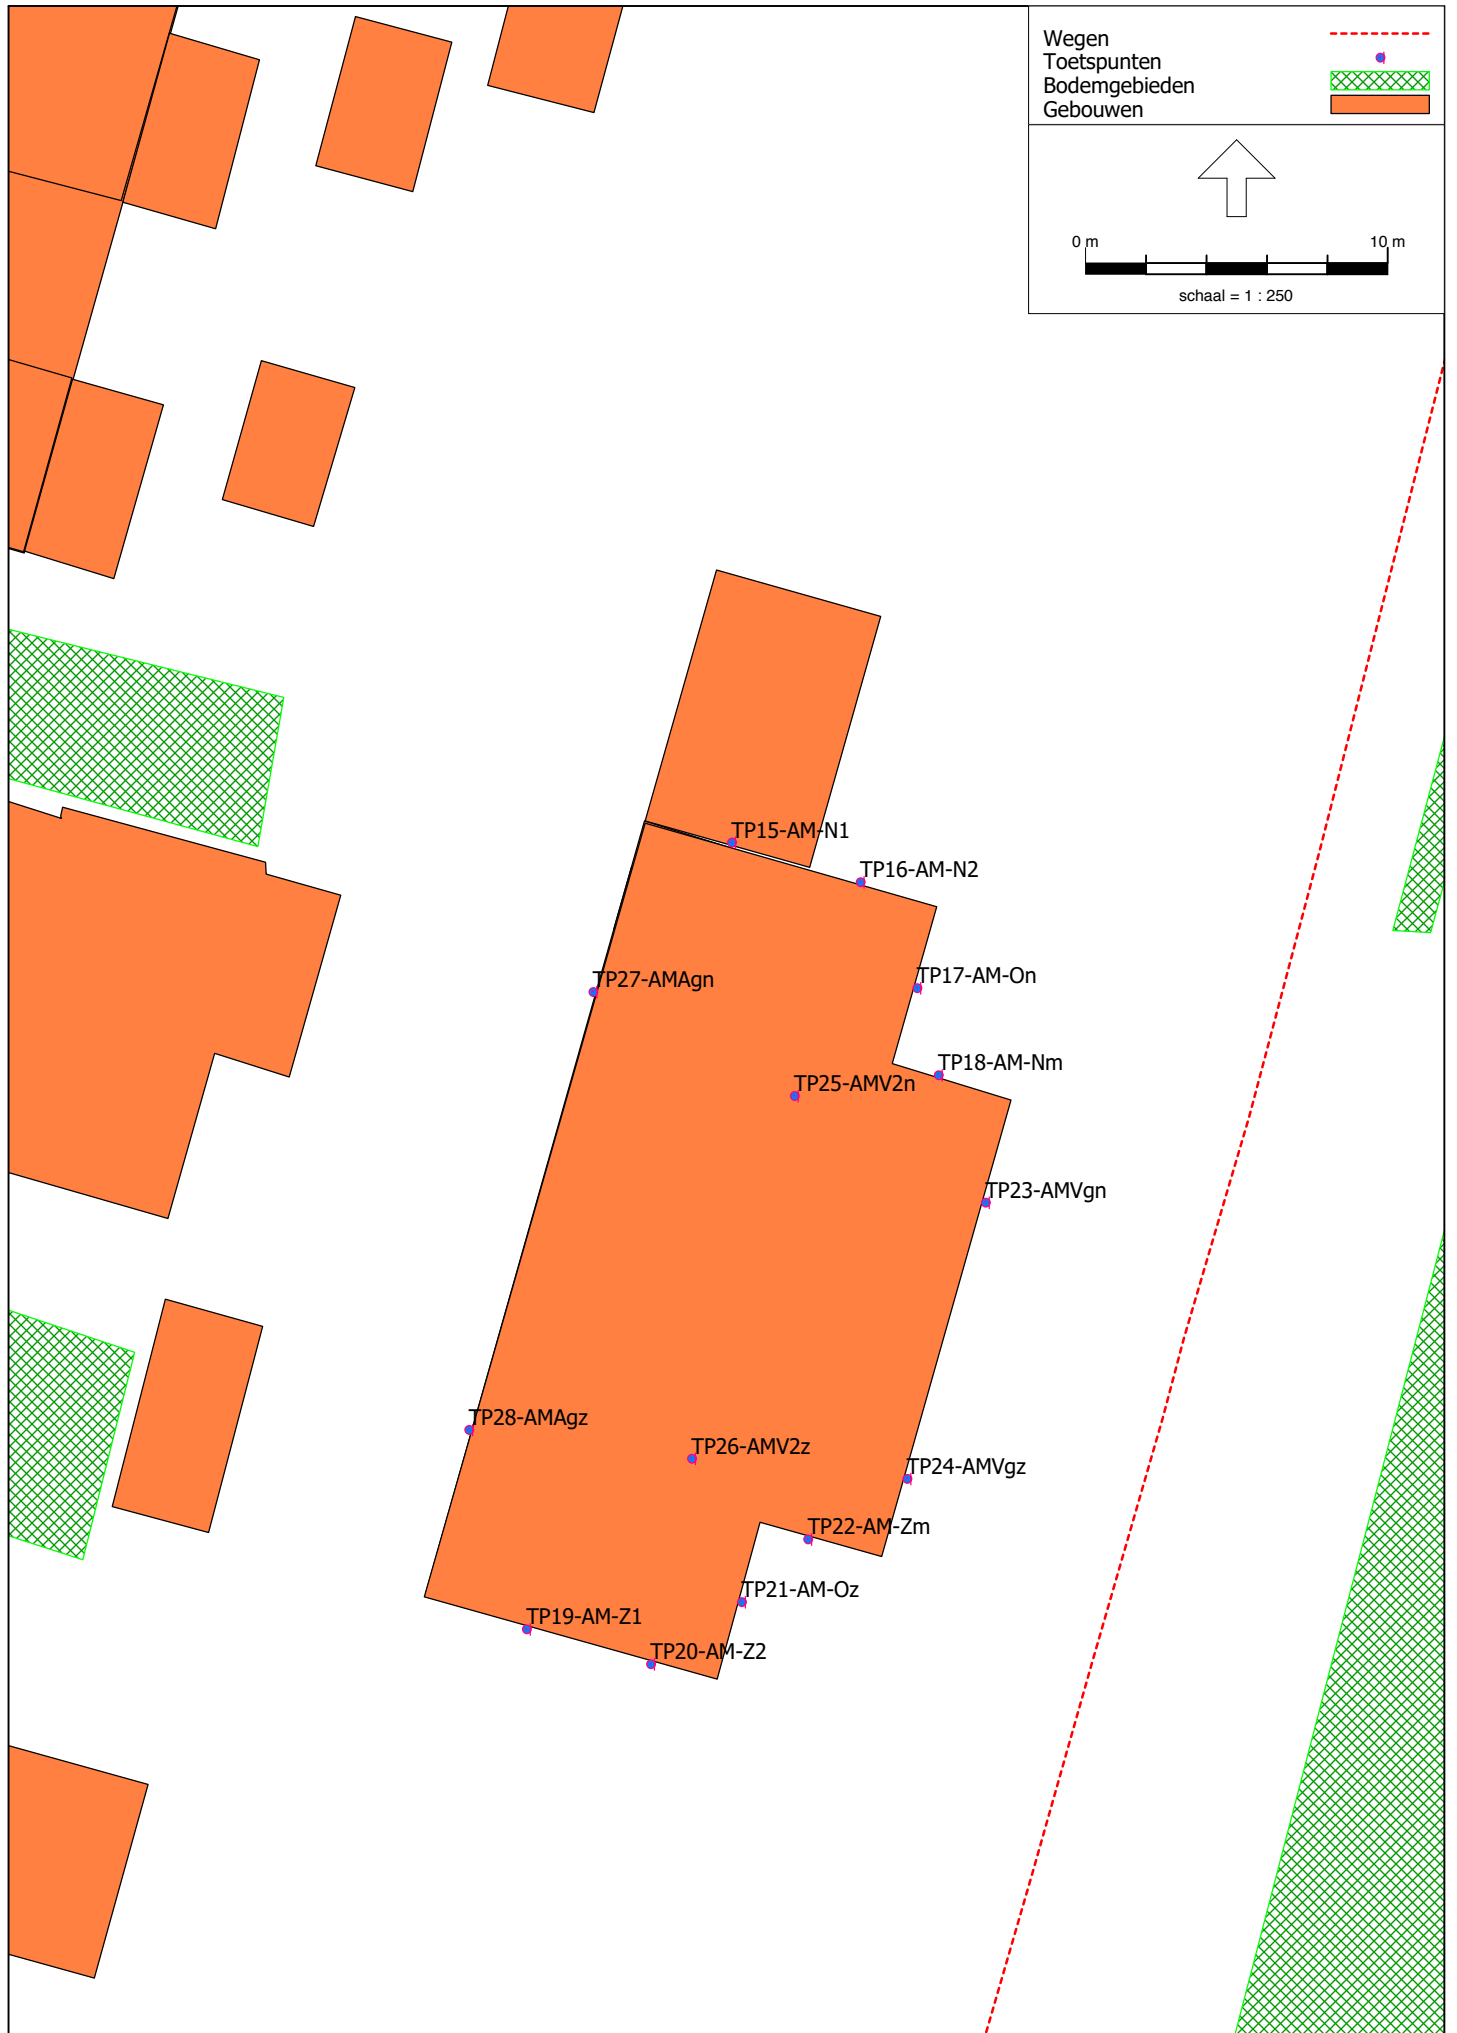 Wegen
Toetspunten
Bodemgebieden
Gebouwen
0 m 10 m
schaal = 1 : 250
TP15-AM-N1
TP16-AM-N2
TP27-AMAgn
TP17-AM-On
TP18-AM-Nm
TP25-AMV2n
TP23-AMVgn
TP28-AMAgz
TP26-AMV2z
TP24-AMVgz
TP22-AM-Zm
TP21-AM-Oz
TP19-AM-Z1
TP20-AM-Z2